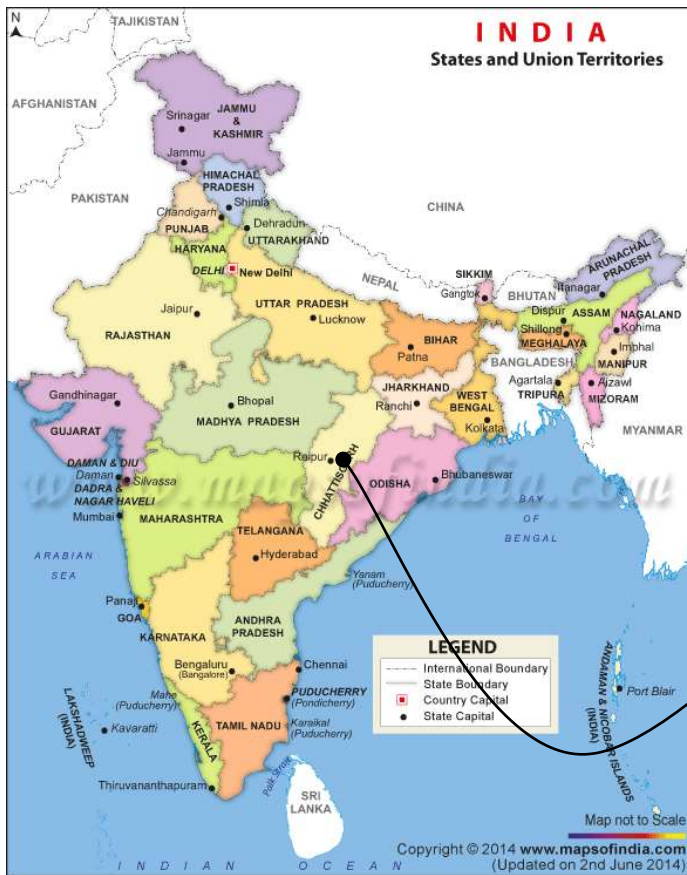 N
INDIA
States and Union Territories
TAJIKISTAN
AFGHANISTAN
PAKISTAN
CHINA
NEPAL
BHUTAN
BANGLADESH
MYANMAR
SRI
LANKA
Srinagar
JAMMU
&
KASHMIR
Jammu
HIMACHAL
PRADESH
Shimla
Chandigarh
PUNJAB
Dehradun
UTTARAKHAND
HARYANA
DELHI
New Delhi
Jaipur
RAJASTHAN
UTTAR PRADESH
Lucknow
SIKKIM
Gangtok
ARUNACHAL
PRADESH
Itanagar
Dispur
ASSAM
NAGALAND
Shillong
Kohima
MEGHALAYA
Imphal
MANIPUR
Agartala
TRIPURA
Aizawl
MIZORAM
BIHAR
Patna
JHARKHAND
Ranchi
WEST
BENGAL
Kolkata
Gandhinagar
GUJARAT
Bhopal
MADHYA PRADESH
Raipur
CHHATTISGARH
ODISHA
Bhubaneswar
DAMAN & DIU
Daman
Silvassa
DADRA &
NAGAR HAVELI
Mumbai
MAHARASHTRA
TELANGANA
Hyderabad
www.mapsofindia.com
ARABIAN
SEA
BAY
OF
BENGAL
Yanam
(Puducherry)
Panaji
GOA
KARNATAKA
ANDHRA
PRADESH
Bengaluru
(Bangalore)
Chennai
Mahe
(Puducherry)
PUDUCHERRY
(Pondicherry)
Karaikal
(Puducherry)
TAMIL NADU
KERALA
LAKSHADWEEP
(INDIA)
Kavaratti
Thiruvananthapuram
Palk Strait
ANDAMAN & NICOBAR ISLANDS
(INDIA)
Port Blair
LEGEND
International Boundary
State Boundary
Country Capital
State Capital
Map not to Scale
INDIAN OCEAN
Copyright © 2014 www.mapsofindia.com
(Updated on 2nd June 2014)